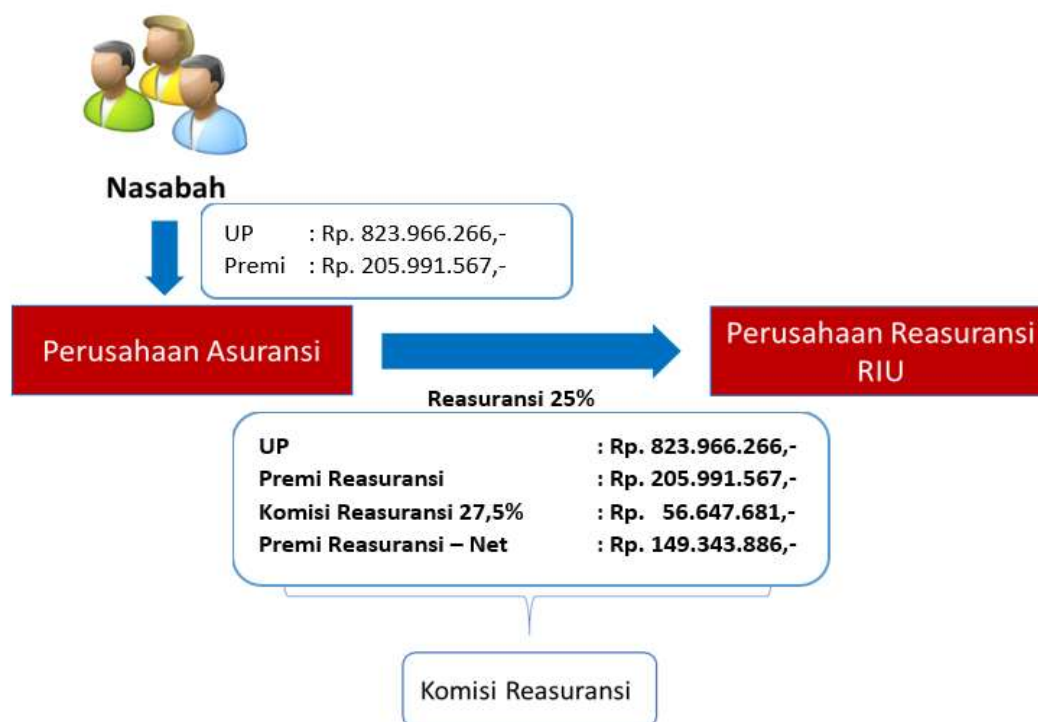 Nasabah
UP : Rp. 823.966.266,-
Premi : Rp. 205.991.567,-
Perusahaan Asuransi
Perusahaan Reasuransi
RIU
Reasuransi 25%
UP : Rp. 823.966.266,-
Premi Reasuransi : Rp. 205.991.567,-
Komisi Reasuransi 27,5% : Rp. 56.647.681,-
Premi Reasuransi – Net : Rp. 149.343.886,-
Komisi Reasuransi